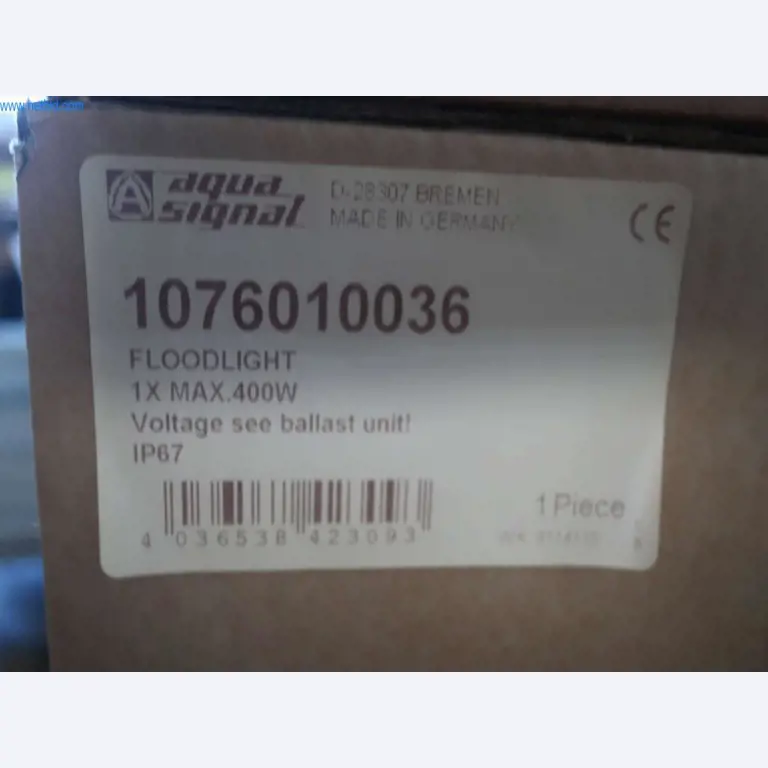 aqua
signal
D-28307 BREMEN
MADE IN GERMANY
CE
1076010036
FLOODLIGHT
1X MAX.400W
Voltage see ballast unit!
IP67
1 Piece
4 036538 423093